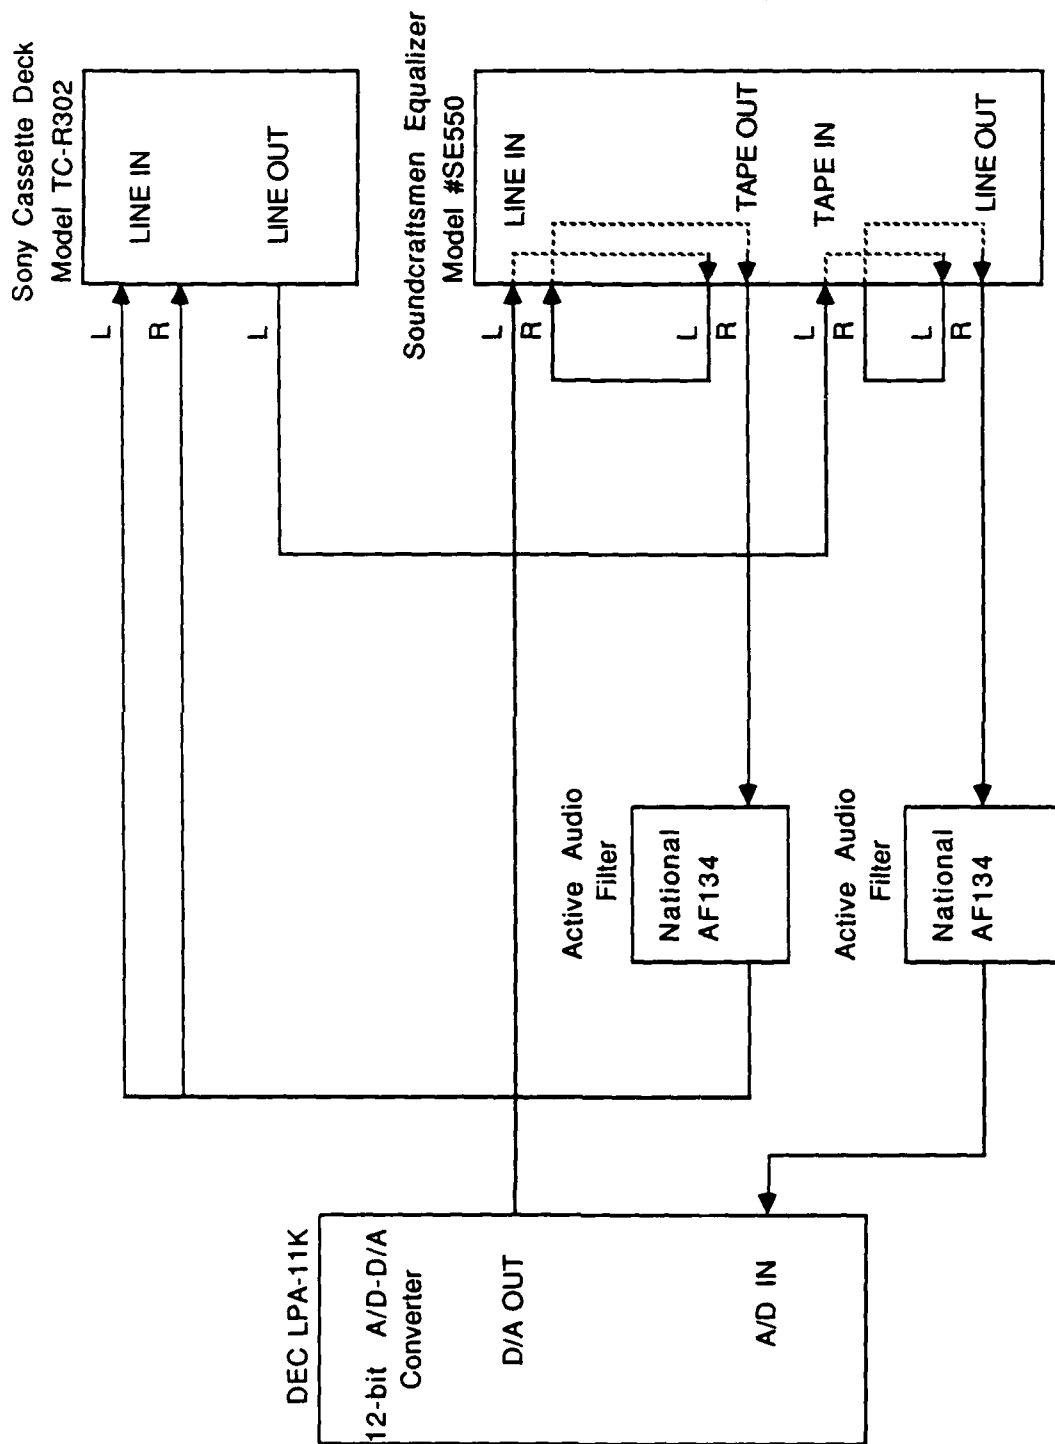 Sony Cassette Deck
Model TC-R302
LINE IN
LINE OUT
L
R
L
Soundcraftsmen Equalizer
Model #SE550
LINE IN
TAPE OUT
TAPE IN
LINE OUT
L
R
L
R
L
R
L
R
Active Audio
Filter
National
AF134
Active Audio
Filter
National
AF134
DEC LPA-11K
12-bit A/D-D/A
Converter
D/A OUT
A/D IN